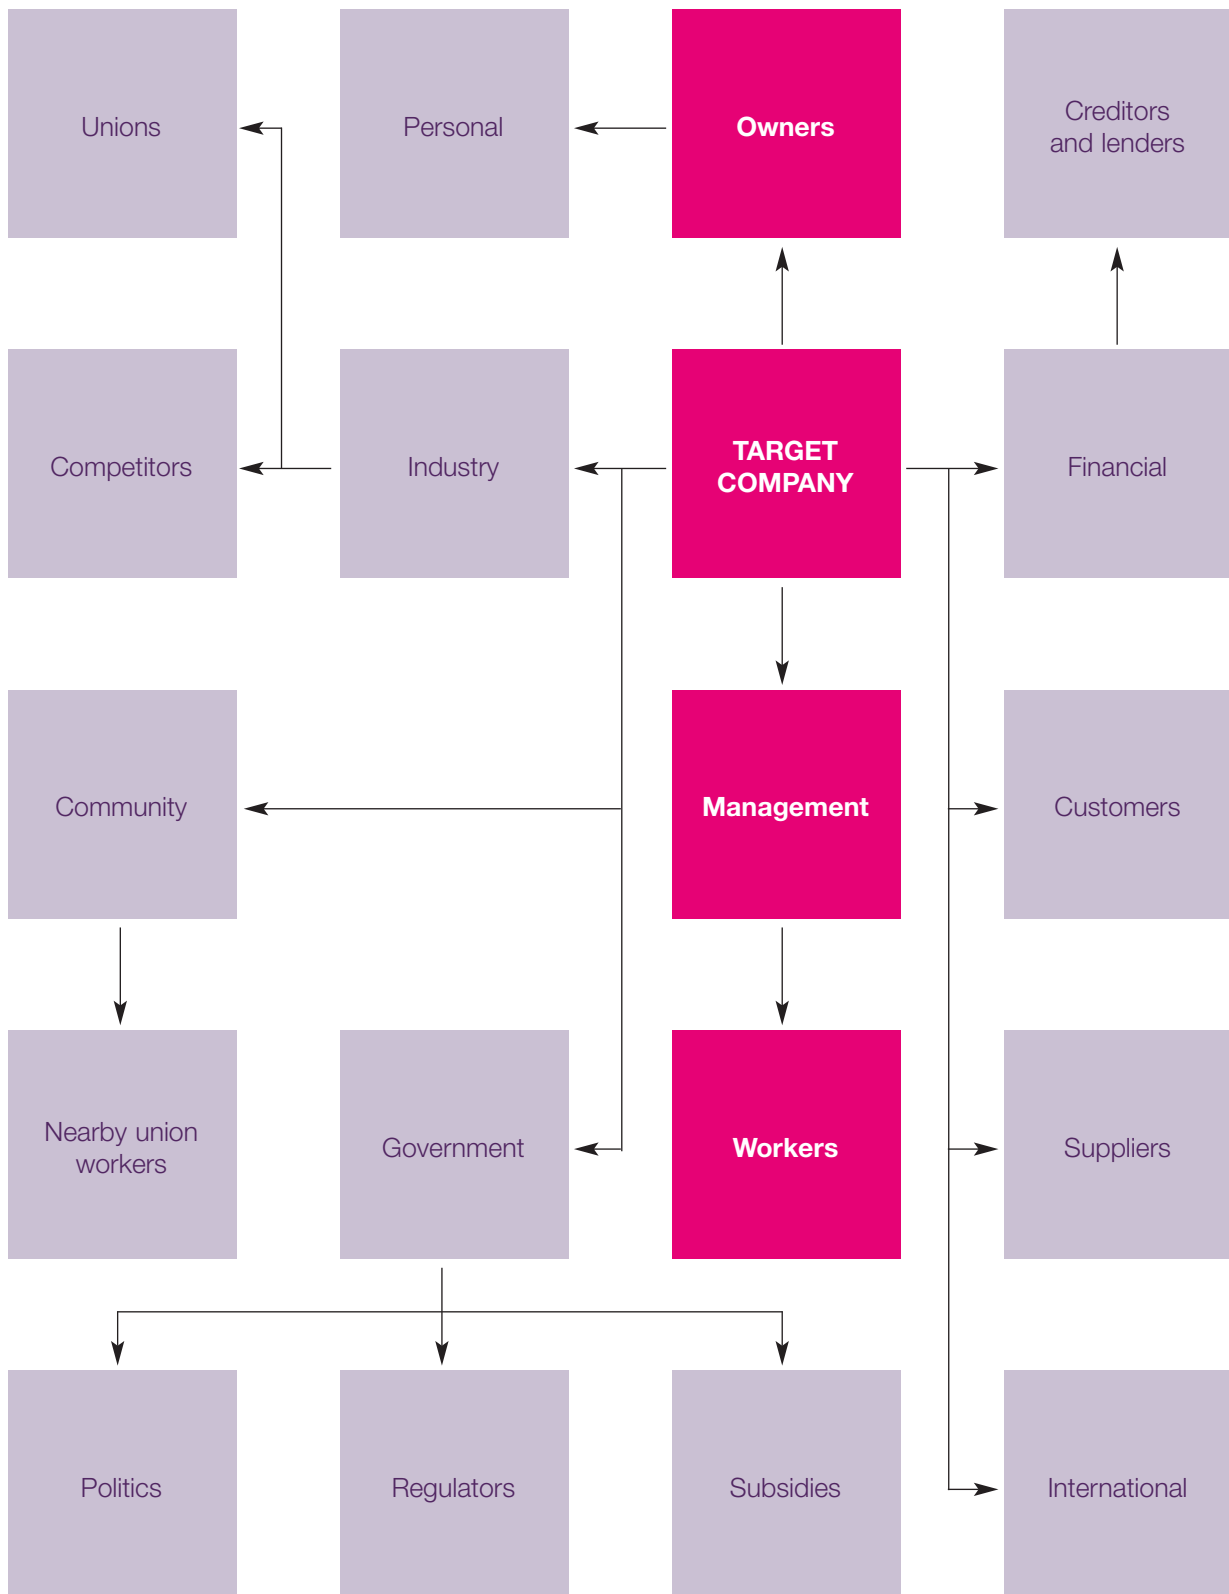 Unions
Personal
Owners
Creditors
and lenders
Competitors
Industry
TARGET
COMPANY
Financial
Community
Management
Customers
Nearby union
workers
Government
Workers
Suppliers
Politics
Regulators
Subsidies
International